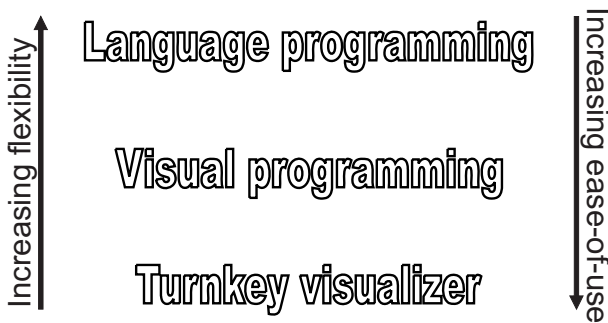 Increasing flexibility
Language programming
Visual programming
Turnkey visualizer
Increasing ease-of-use